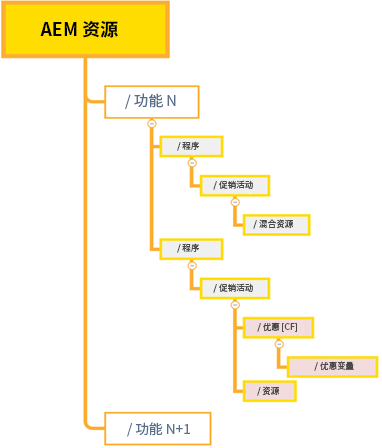 AEM 资源
/ 功能 N
/ 程序
/ 促销活动
/ 混合资源
/ 程序
/ 促销活动
/ 优惠 [CF]
/ 优惠变量
/ 资源
/ 功能 N+1